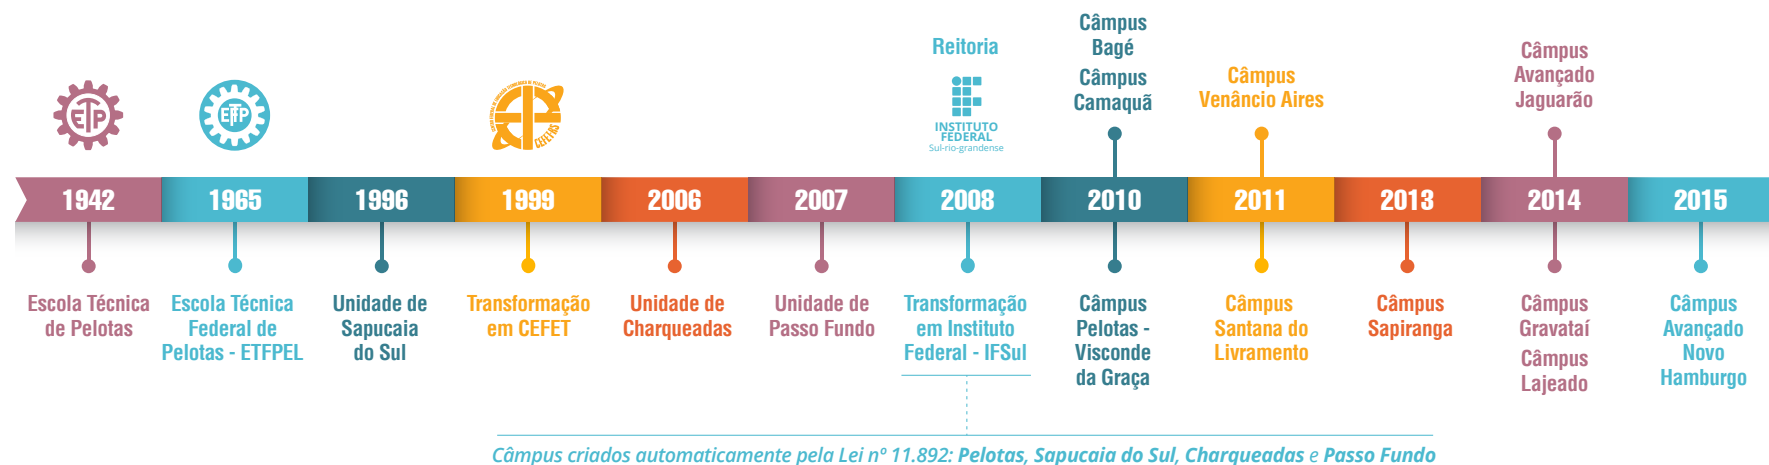 Reitoria
Câmpus
Bagé
Câmpus
Camaquã
Câmpus
Venâncio Aires
Câmpus
Avançado
Jaguarão
ETP
ETFP
CEFET-RS
INSTITUTO
FEDERAL
Sul-rio-grandense
1942
1965
1996
1999
2006
2007
2008
2010
2011
2013
2014
2015
Escola Técnica
de Pelotas
Escola Técnica
Federal de
Pelotas - ETFPEL
Unidade de
Sapucaia
do Sul
Transformação
em CEFET
Unidade de
Charqueadas
Unidade de
Passo Fundo
Transformação
em Instituto
Federal - IFSul
Câmpus
Pelotas -
Visconde
da Graça
Câmpus
Santana do
Livramento
Câmpus
Sapiranga
Câmpus
Gravataí
Câmpus
Lajeado
Câmpus
Avançado
Novo
Hamburgo
Câmpus criados automaticamente pela Lei nº 11.892: Pelotas, Sapucaia do Sul, Charqueadas e Passo Fundo